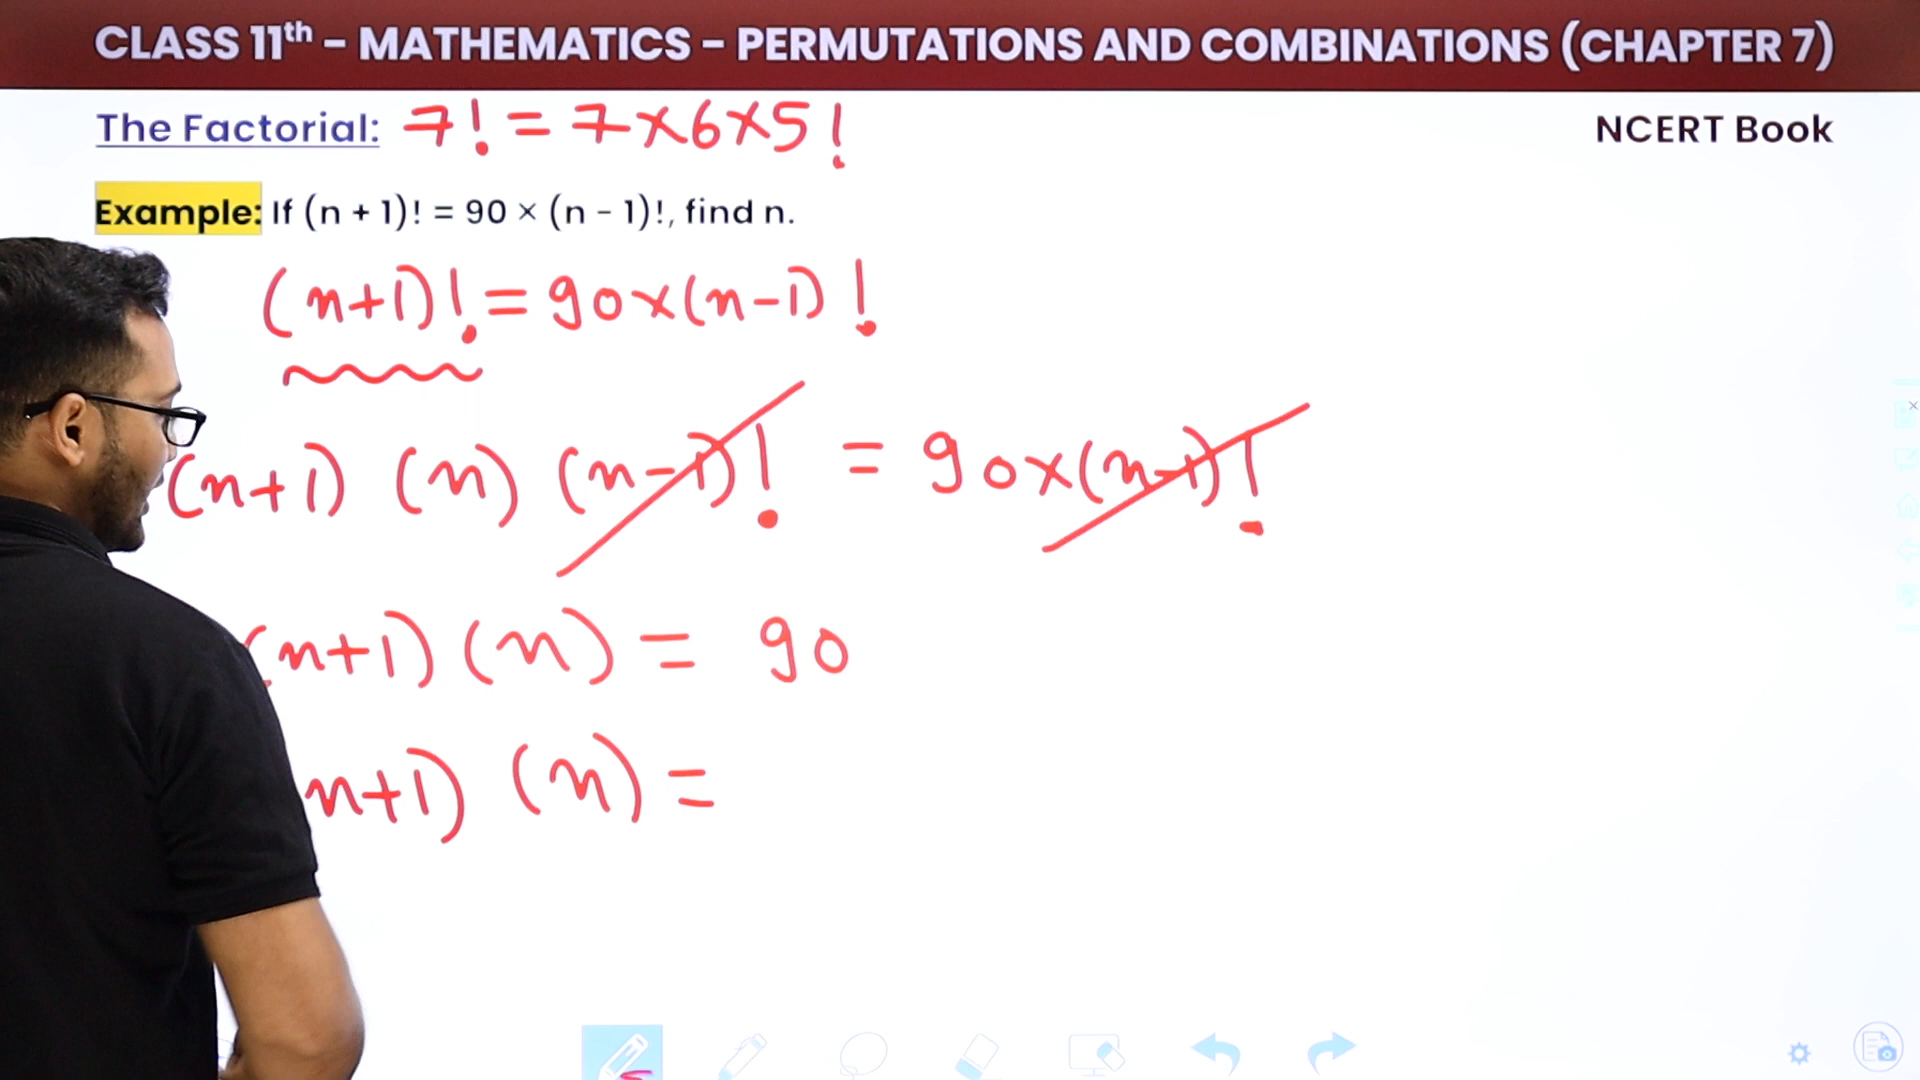 CLASS 11th – MATHEMATICS – PERMUTATIONS AND COMBINATIONS (CHAPTER 7)
The Factorial: 7! = 7×6×5!
NCERT Book
Example: If (n + 1)! = 90 × (n - 1)!, find n.
(n+1)! = 90×(n-1)!
(n+1) (n) (n-1)! = 90×(n-1)!
(n+1) (n) = 90
n+1) (n) =